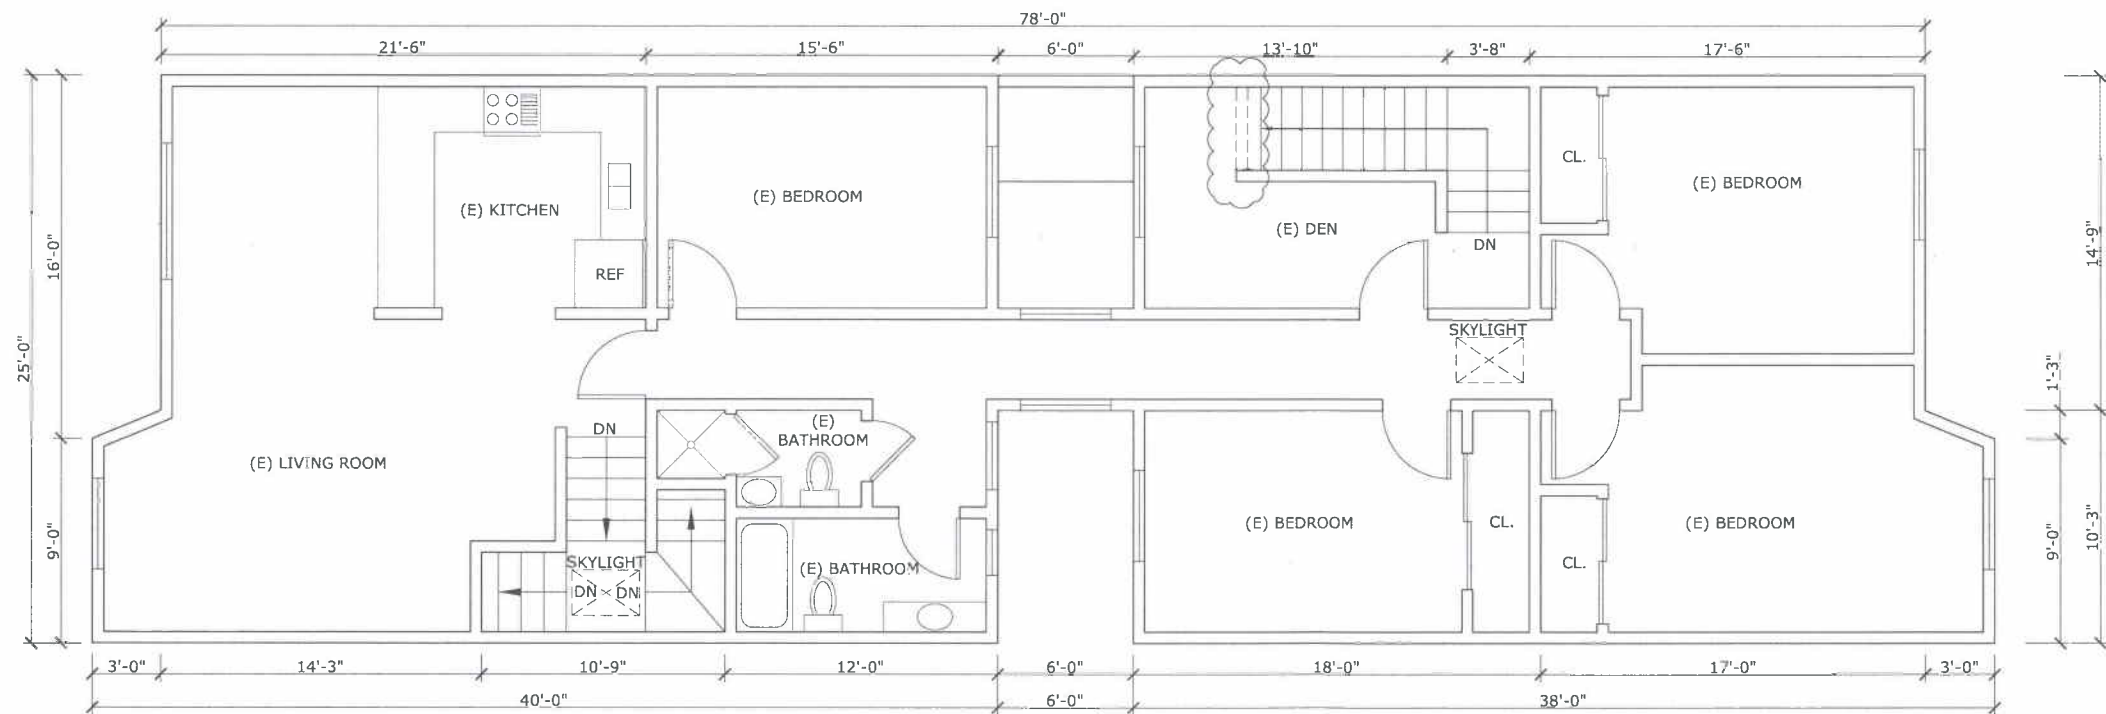 78'-0"
21'-6"
15'-6"
6'-0"
13'-10"
3'-8"
17'-6"
25'-0"
16'-0"
9'-0"
(E) KITCHEN
REF
(E) BEDROOM
(E) DEN
DN
CL.
(E) BEDROOM
14'-9"
1'-3"
9'-0"
10'-3"
SKYLIGHT
(E) LIVING ROOM
DN
(E)
BATHROOM
SKYLIGHT
DN
DN
(E) BATHROOM
(E) BEDROOM
CL.
CL.
(E) BEDROOM
3'-0"
14'-3"
10'-9"
12'-0"
6'-0"
18'-0"
17'-0"
3'-0"
40'-0"
6'-0"
38'-0"